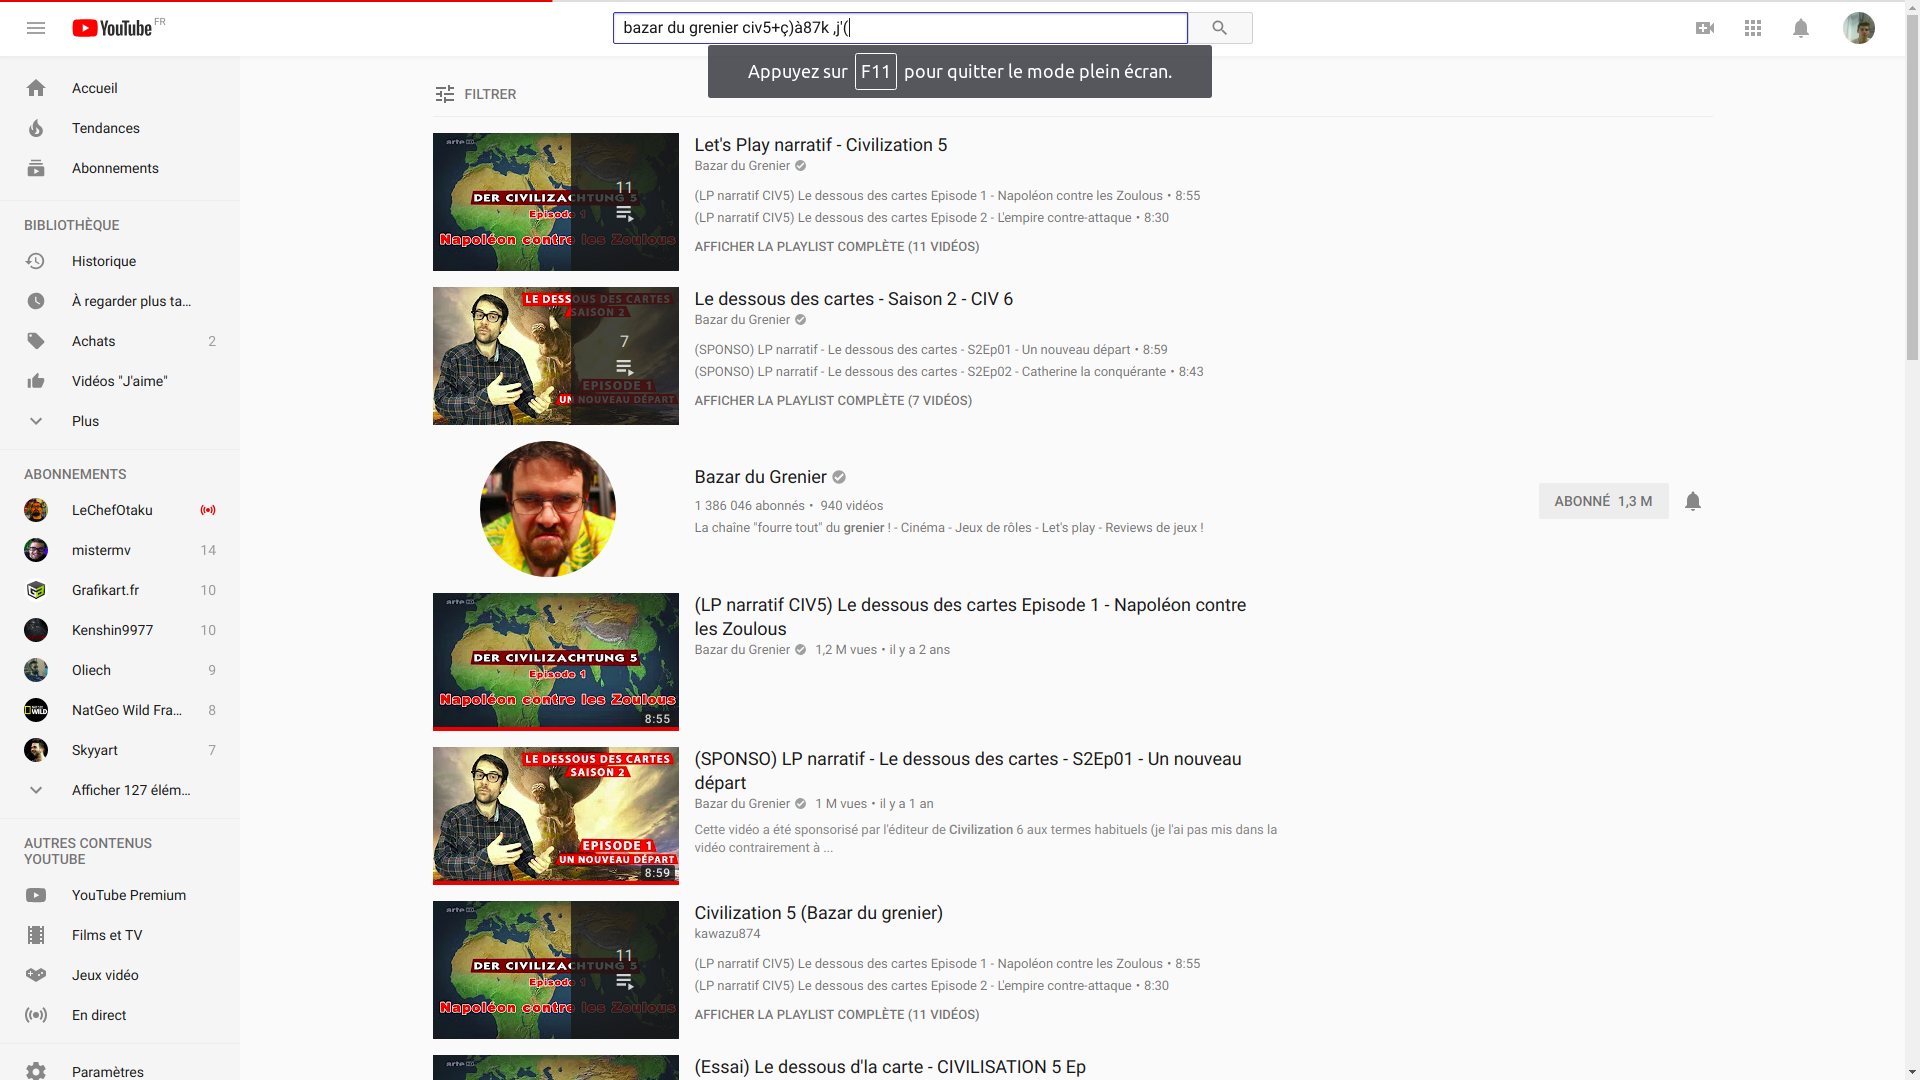 YouTube FR
bazar du grenier civ5+ç)à87k ,j'(
Appuyez sur F11 pour quitter le mode plein écran.
Accueil
Tendances
Abonnements
BIBLIOTHÈQUE
Historique
À regarder plus ta...
Achats 2
Vidéos "J'aime"
Plus
ABONNEMENTS
LeChefOtaku
mistermv 14
Grafikart.fr 10
Kenshin9977 10
Oliech 9
NatGeo Wild Fra... 8
Skyyart 7
Afficher 127 élém...
AUTRES CONTENUS
YOUTUBE
YouTube Premium
Films et TV
Jeux vidéo
En direct
Paramètres
FILTRER
arte
DER CIVILIZACHTUNG 5
Episode 1
Napoléon contre les Zoulous
11
Let's Play narratif - Civilization 5
Bazar du Grenier
(LP narratif CIV5) Le dessous des cartes Episode 1 - Napoléon contre les Zoulous • 8:55
(LP narratif CIV5) Le dessous des cartes Episode 2 - L'empire contre-attaque • 8:30
AFFICHER LA PLAYLIST COMPLÈTE (11 VIDÉOS)
LE DESSOUS DES CARTES
SAISON 2
7
EPISODE 1
UN NOUVEAU DÉPART
Le dessous des cartes - Saison 2 - CIV 6
Bazar du Grenier
(SPONSO) LP narratif - Le dessous des cartes - S2Ep01 - Un nouveau départ • 8:59
(SPONSO) LP narratif - Le dessous des cartes - S2Ep02 - Catherine la conquérante • 8:43
AFFICHER LA PLAYLIST COMPLÈTE (7 VIDÉOS)
Bazar du Grenier
1 386 046 abonnés • 940 vidéos
La chaîne "fourre tout" du grenier ! - Cinéma - Jeux de rôles - Let's play - Reviews de jeux !
ABONNÉ 1,3 M
arte
DER CIVILIZACHTUNG 5
Episode 1
Napoléon contre les Zoulous
8:55
(LP narratif CIV5) Le dessous des cartes Episode 1 - Napoléon contre
les Zoulous
Bazar du Grenier 1,2 M vues • il y a 2 ans
LE DESSOUS DES CARTES
SAISON 2
EPISODE 1
UN NOUVEAU DÉPART
8:59
(SPONSO) LP narratif - Le dessous des cartes - S2Ep01 - Un nouveau
départ
Bazar du Grenier 1 M vues • il y a 1 an
Cette vidéo a été sponsorisé par l'éditeur de Civilization 6 aux termes habituels (je l'ai pas mis dans la
vidéo contrairement à ...
arte
DER CIVILIZACHTUNG 5
Episode 1
Napoléon contre les Zoulous
11
Civilization 5 (Bazar du grenier)
kawazu874
(LP narratif CIV5) Le dessous des cartes Episode 1 - Napoléon contre les Zoulous • 8:55
(LP narratif CIV5) Le dessous des cartes Episode 2 - L'empire contre-attaque • 8:30
AFFICHER LA PLAYLIST COMPLÈTE (11 VIDÉOS)
arte
(Essai) Le dessous d'la carte - CIVILISATION 5 Ep